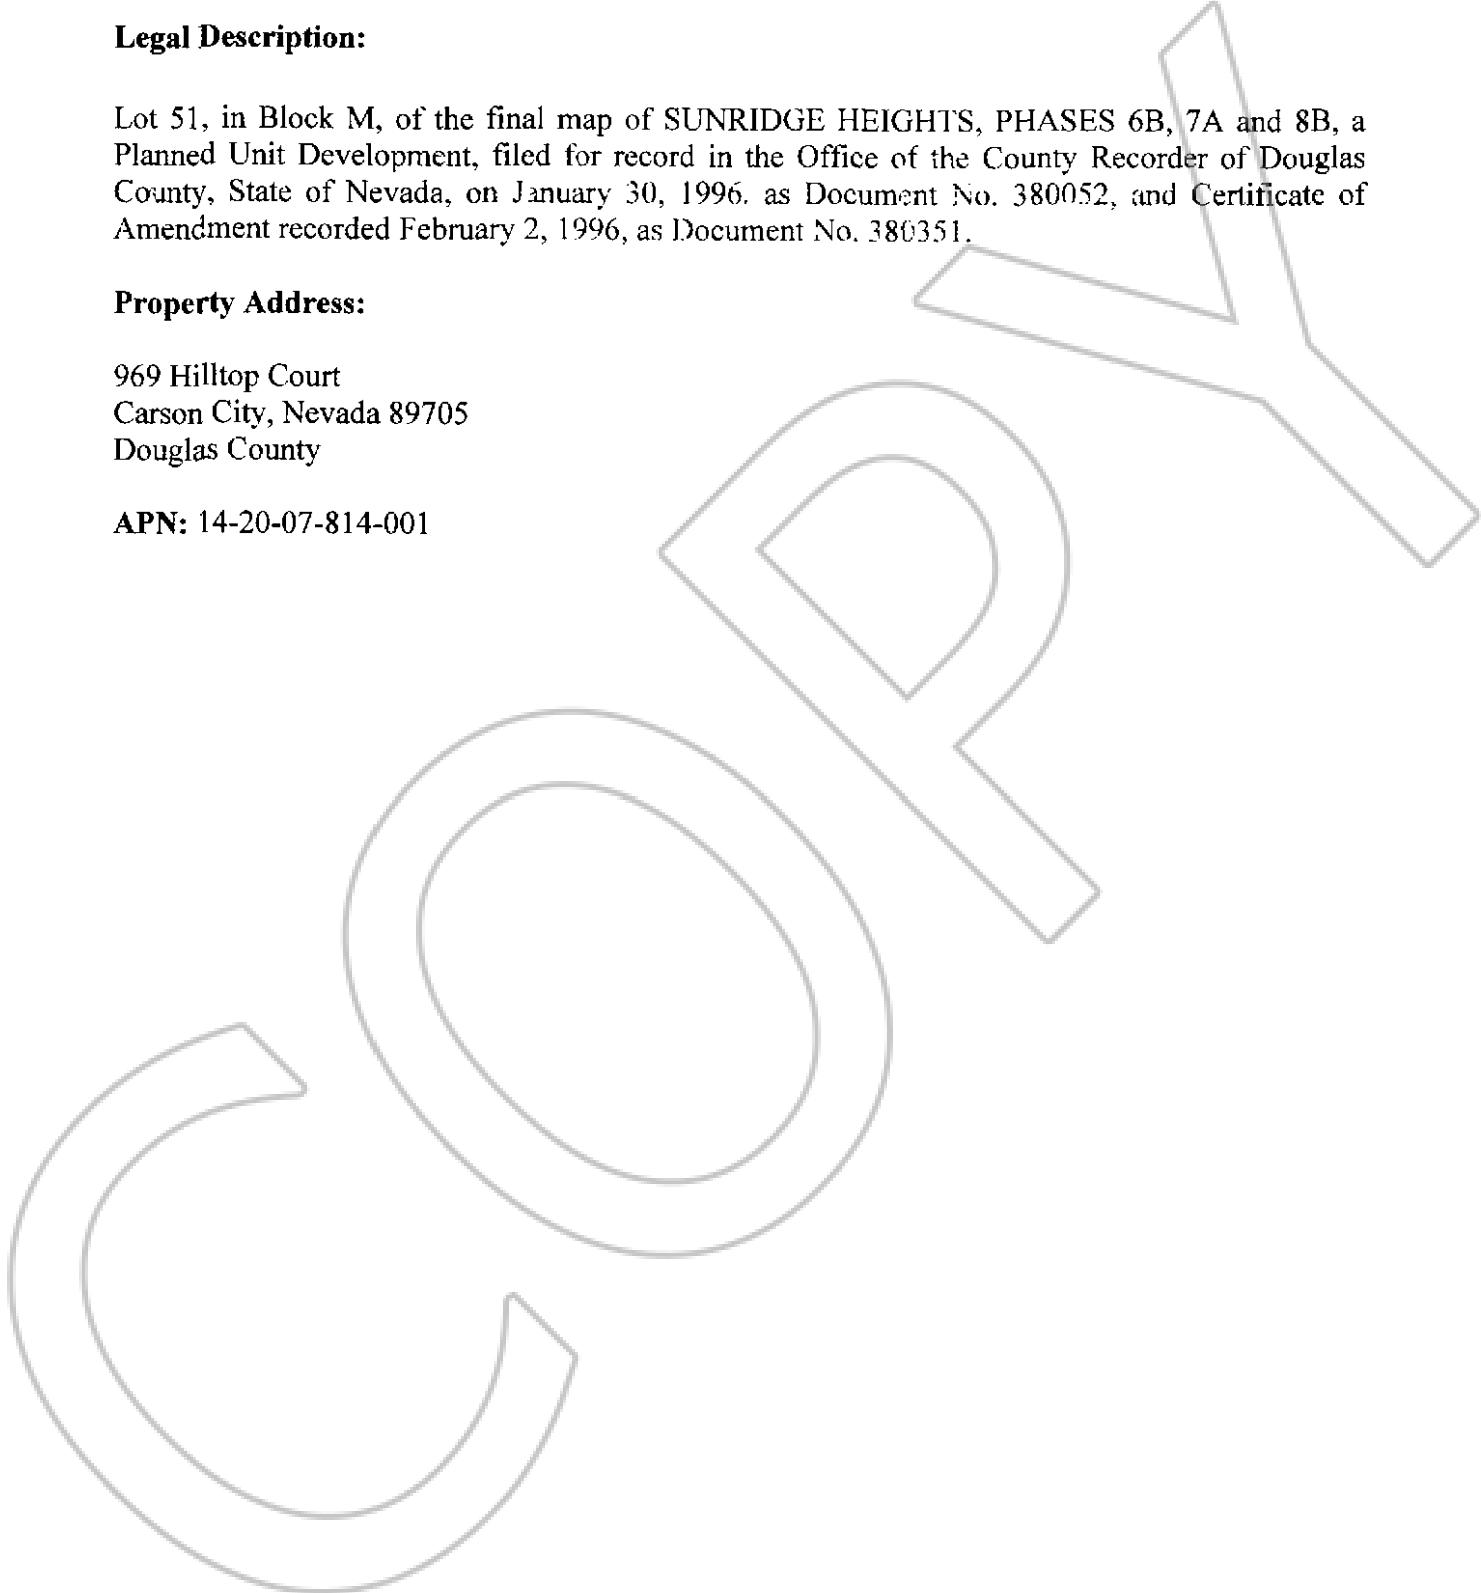 Legal Description:
Lot 51, in Block M, of the final map of SUNRIDGE HEIGHTS, PHASES 6B, 7A and 8B, a
Planned Unit Development, filed for record in the Office of the County Recorder of Douglas
County, State of Nevada, on January 30, 1996. as Document No. 380052, and Certificate of
Amendment recorded February 2, 1996, as Document No. 380351.
Property Address:
969 Hilltop Court
Carson City, Nevada 89705
Douglas County
APN: 14-20-07-814-001
COPY